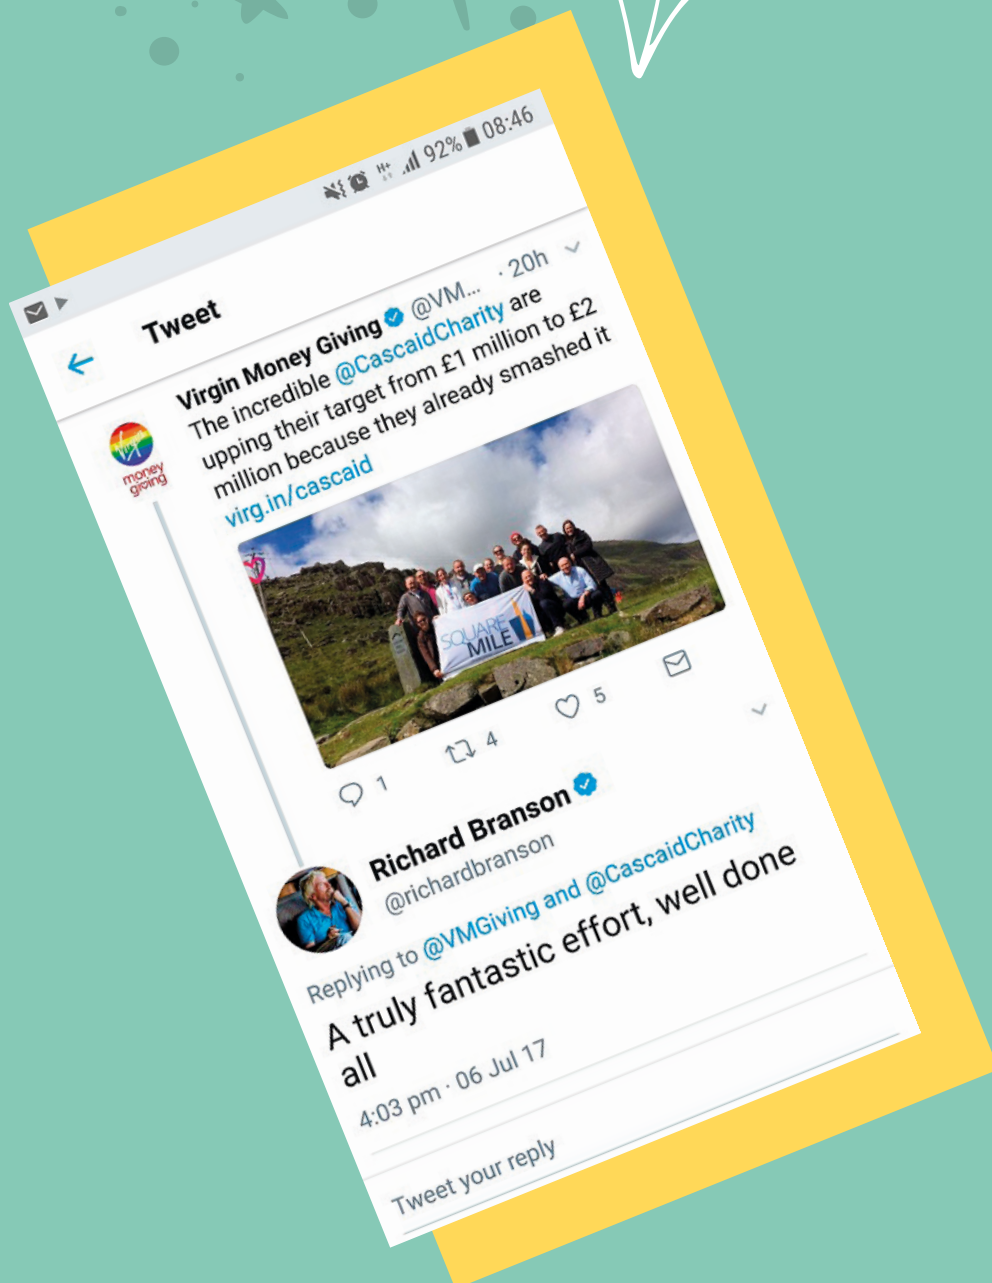 92% 08:46
Tweet
Virgin Money Giving @VM... · 20h
The incredible @CascaidCharity are
upping their target from £1 million to £2
million because they already smashed it
virg.in/cascaid
Virgin
money
giving
SQUARE
MILE
1 4 5
Richard Branson
@richardbranson
Replying to @VMGiving and @CascaidCharity
A truly fantastic effort, well done
all
4:03 pm · 06 Jul 17
Tweet your reply